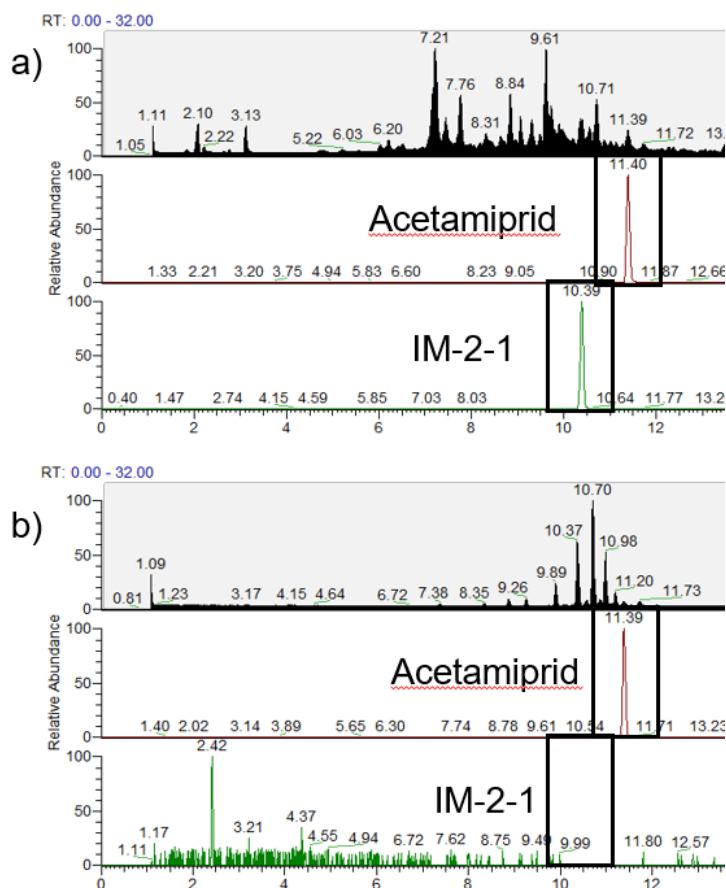 RT: 0.00 - 32.00
a)
7.21 9.61
100
7.76 8.84 10.71
50
1.11 2.10 3.13 8.31 11.39
1.05 2.22 5.22 6.03 6.20 11.72 13.
0
11.40
100
Acetamiprid
50
1.33 2.21 3.20 3.75 4.94 5.83 6.60 8.23 9.05 10.90 11.87 12.66
0
Relative Abundance
10.39
100
IM-2-1
50
0.40 1.47 2.74 4.15 4.59 5.85 7.03 8.03 10.64 11.77 13.2
0
0 2 4 6 8 10 12
RT: 0.00 - 32.00
b)
10.70
100
10.37 10.98
50
1.09 9.89
0.81 1.23 3.17 4.15 4.64 6.72 7.38 8.35 9.26 11.20 11.73
0
11.39
100
Acetamiprid
50
1.40 2.02 3.14 3.89 5.65 6.30 7.74 8.78 9.61 10.54 11.71 13.23
0
Relative Abundance
2.42
100
IM-2-1
50
1.11 1.17 3.21 4.37 4.55 4.94 6.72 7.62 8.75 9.49 9.99 11.80 12.57
0
0 2 4 6 8 10 12